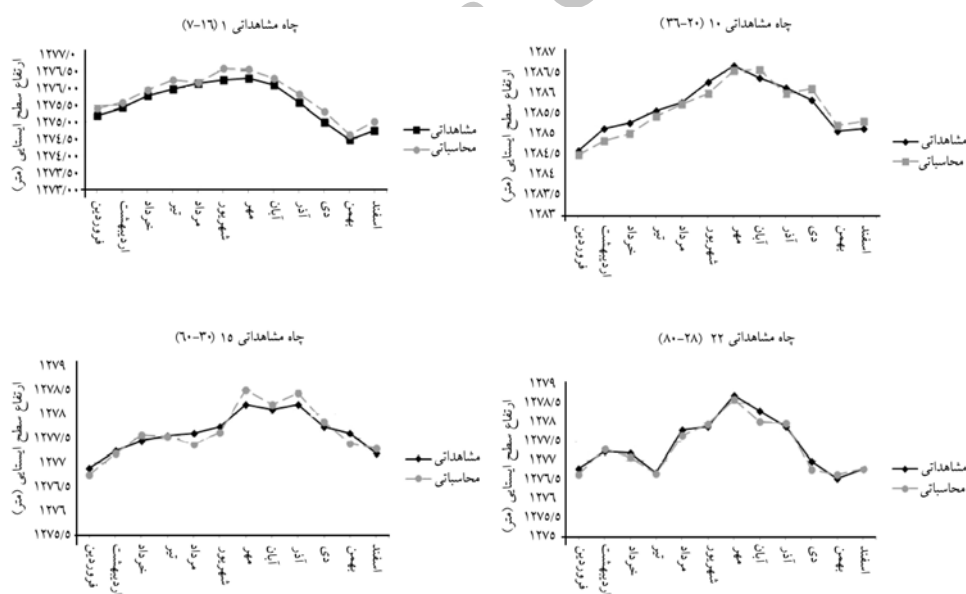 چاه مشاهداتی ۱ (۱۶-۷)
ارتفاع سطح ایستابی (متر)
۱۲۷۷/۰
۱۲۷۶/۵۰
۱۲۷۶/۰۰
۱۲۷۵/۵۰
۱۲۷۵/۰۰
۱۲۷۴/۵۰
۱۲۷۴/۰۰
۱۲۷۳/۵۰
۱۲۷۳/۰۰
فروردین
اردیبهشت
خرداد
تیر
مرداد
شهریور
مهر
آبان
آذر
دی
بهمن
اسفند
مشاهداتی
محاسباتی
چاه مشاهداتی ۱۰ (۲۰-۳۶)
ارتفاع سطح ایستابی (متر)
۱۲۸۷
۱۲۸۶/۵
۱۲۸۶
۱۲۸۵/۵
۱۲۸۵
۱۲۸۴/۵
۱۲۸۴
۱۲۸۳/۵
۱۲۸۳
فروردین
اردیبهشت
خرداد
تیر
مرداد
شهریور
مهر
آبان
آذر
دی
بهمن
اسفند
مشاهداتی
محاسباتی
چاه مشاهداتی ۱۵ (۳۰-۶۰)
ارتفاع سطح ایستابی (متر)
۱۲۷۹
۱۲۷۸/۵
۱۲۷۸
۱۲۷۷/۵
۱۲۷۷
۱۲۷۶/۵
۱۲۷۶
۱۲۷۵/۵
فروردین
اردیبهشت
خرداد
تیر
مرداد
شهریور
مهر
آبان
آذر
دی
بهمن
اسفند
مشاهداتی
محاسباتی
چاه مشاهداتی ۲۲ (۲۸-۸۰)
ارتفاع سطح ایستابی (متر)
۱۲۷۹
۱۲۷۸/۵
۱۲۷۸
۱۲۷۷/۵
۱۲۷۷
۱۲۷۶/۵
۱۲۷۶
۱۲۷۵/۵
۱۲۷۵
فروردین
اردیبهشت
خرداد
تیر
مرداد
شهریور
مهر
آبان
آذر
دی
بهمن
اسفند
مشاهداتی
محاسباتی